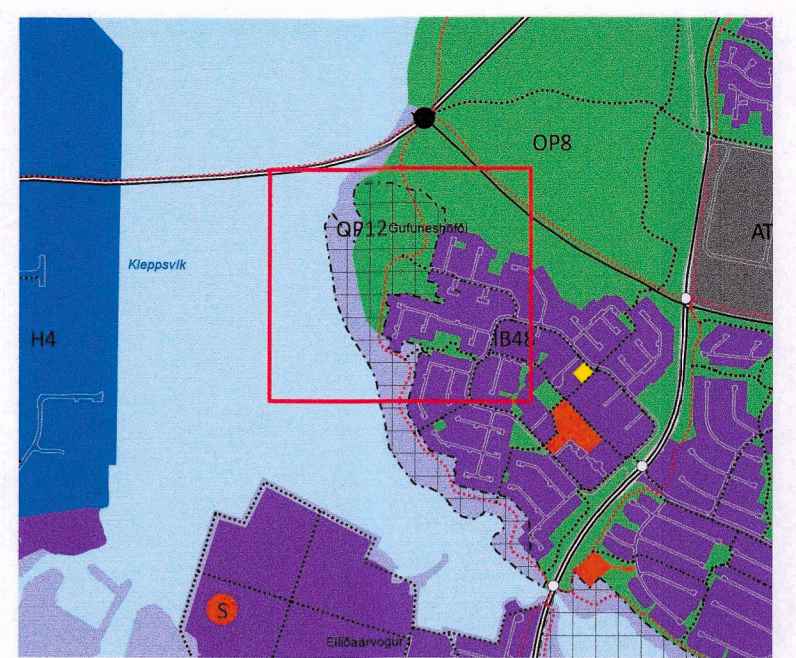 OP8
OP12
Gufuneshöfði
AT
Kleppsvík
H4
ÍB48
S
Elliðaárvogur